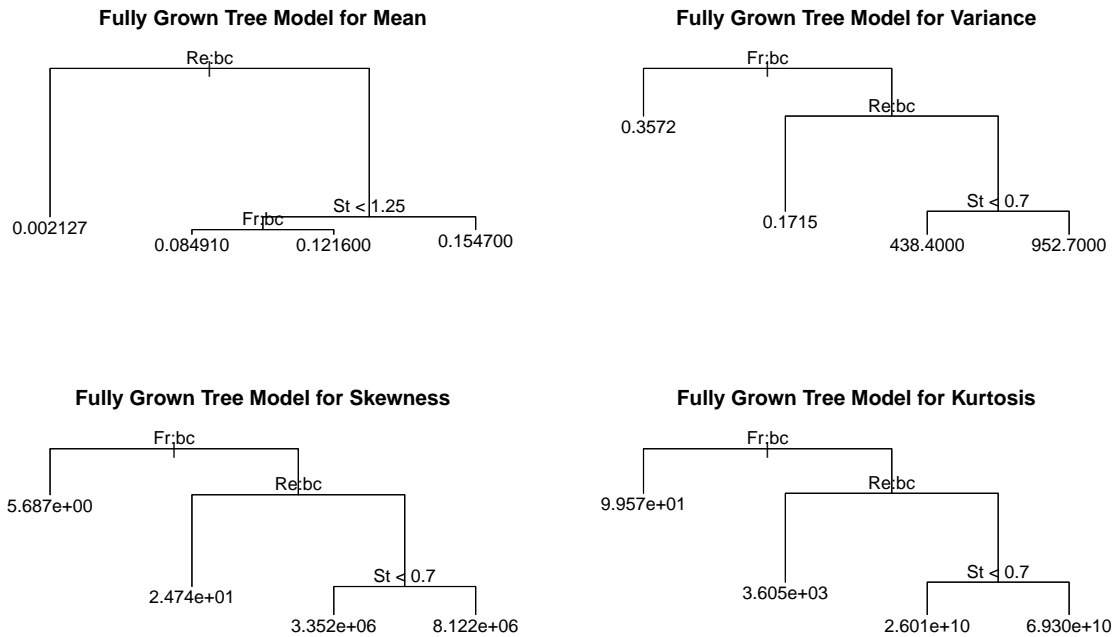 Fully Grown Tree Model for Mean
Re:bc
St < 1.25
Fr:bc
0.002127
0.084910
0.121600
0.154700
Fully Grown Tree Model for Variance
Fr:bc
0.3572
Re:bc
0.1715
St < 0.7
438.4000
952.7000
Fully Grown Tree Model for Skewness
Fr:bc
5.687e+00
Re:bc
2.474e+01
St < 0.7
3.352e+06
8.122e+06
Fully Grown Tree Model for Kurtosis
Fr:bc
9.957e+01
Re:bc
3.605e+03
St < 0.7
2.601e+10
6.930e+10